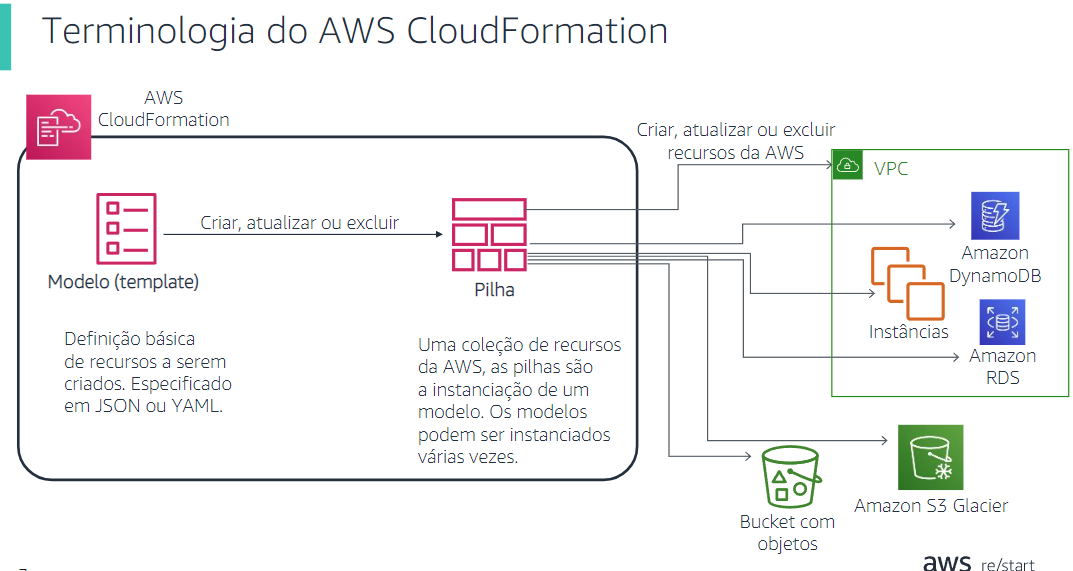 Terminologia do AWS CloudFormation
AWS
CloudFormation
Criar, atualizar ou excluir
recursos da AWS
VPC
Criar, atualizar ou excluir
Modelo (template)
Pilha
Amazon
DynamoDB
Instâncias
Amazon
RDS
Definição básica
de recursos a serem
criados. Especificado
em JSON ou YAML.
Uma coleção de recursos
da AWS, as pilhas são
a instanciação de um
modelo. Os modelos
podem ser instanciados
várias vezes.
Amazon S3 Glacier
Bucket com
objetos
aws re/start